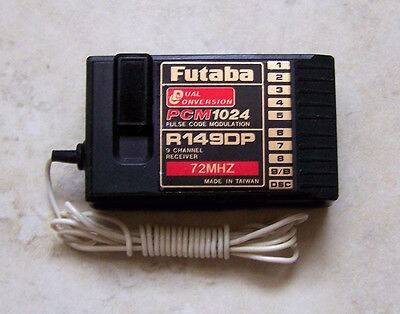 Futaba
DUAL
CONVERSION
PCM1024
PULSE CODE MODULATION
R149DP
9 CHANNEL
RECEIVER
72MHZ
MADE IN TAIWAN
1
2
3
4
5
6
7
8
9/B
DSC